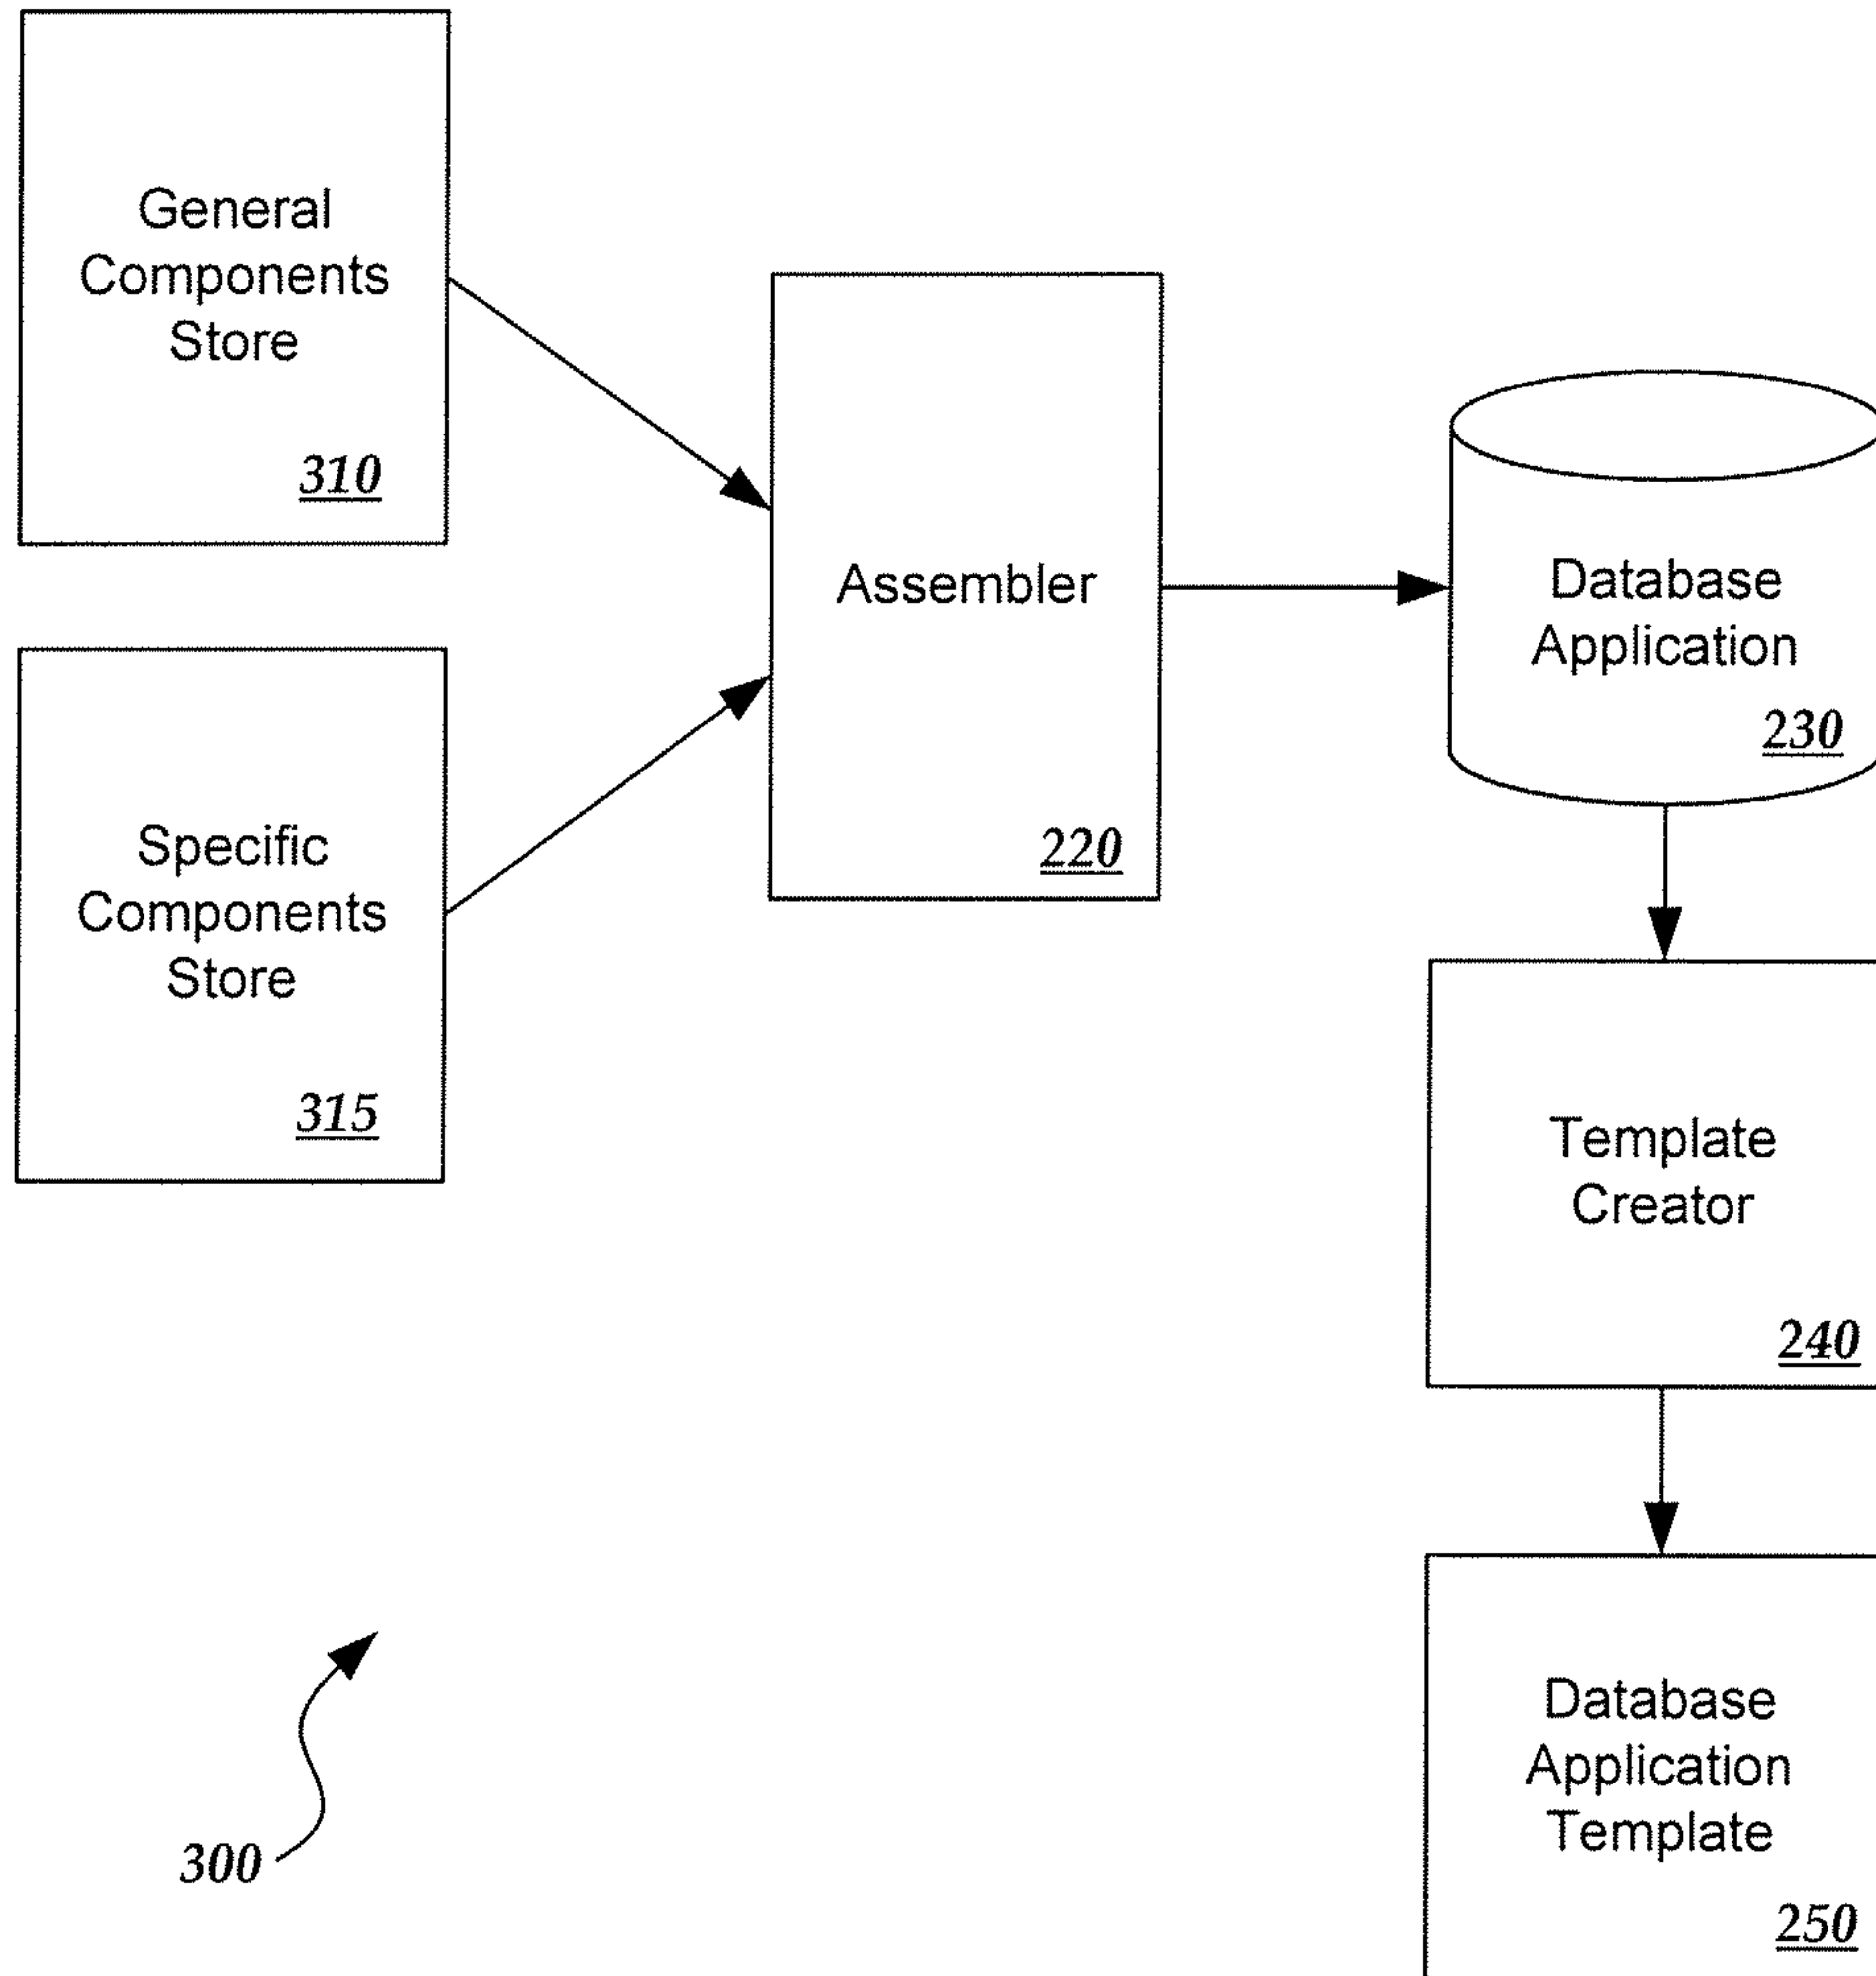 General
Components
Store
310
Specific
Components
Store
315
Assembler
220
Database
Application
230
Template
Creator
240
Database
Application
Template
250
300